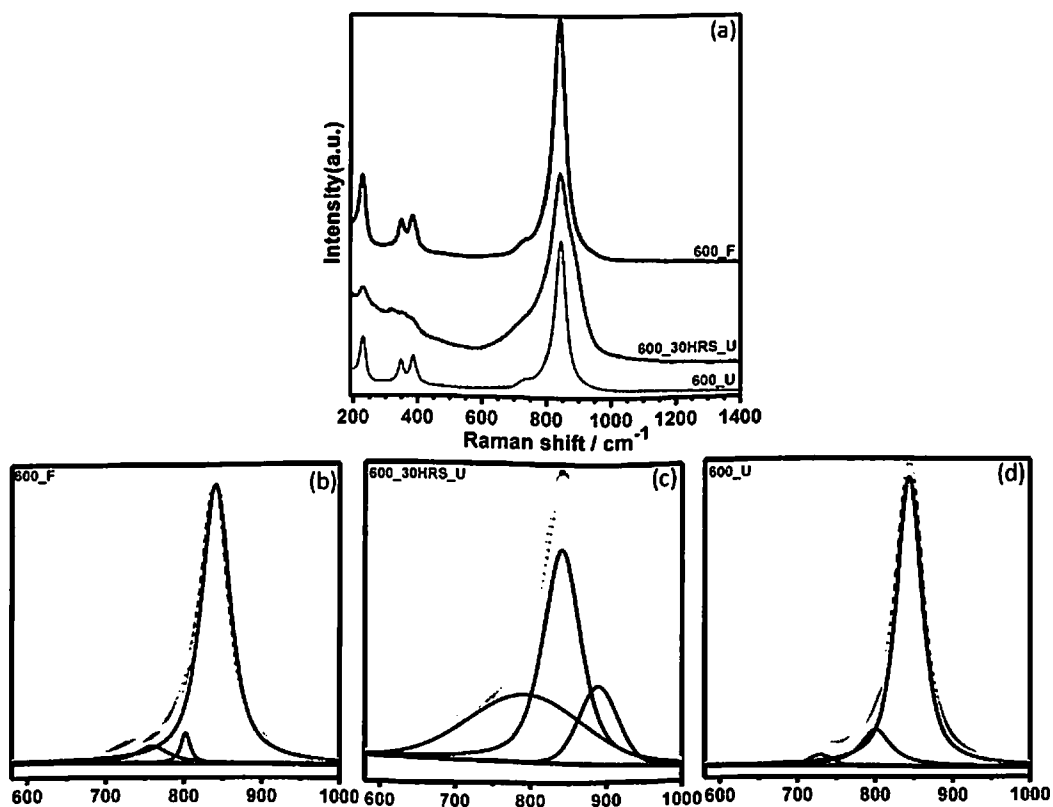 (a)
Intensity(a.u.)
600_F
600_30HRS_U
600_U
200 400 600 800 1000 1200 1400
Raman shift / cm⁻¹
600_F (b)
600_30HRS_U (c)
600_U (d)
600 700 800 900 1000
600 700 800 900 1000
600 700 800 900 1000